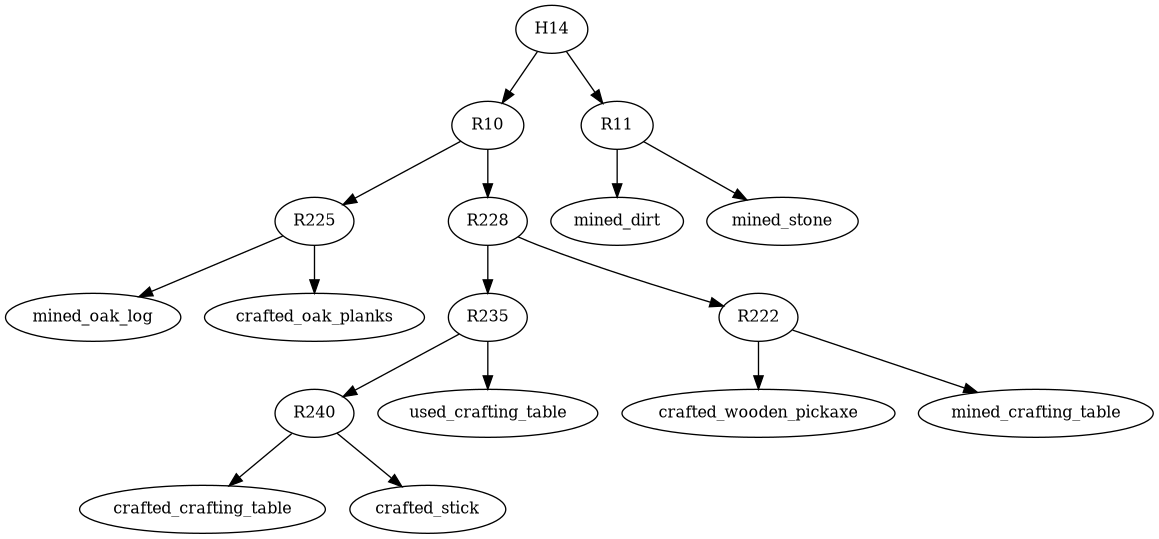 H14
R10
R11
R225
R228
mined_dirt
mined_stone
mined_oak_log
crafted_oak_planks
R235
R222
R240
used_crafting_table
crafted_wooden_pickaxe
mined_crafting_table
crafted_crafting_table
crafted_stick